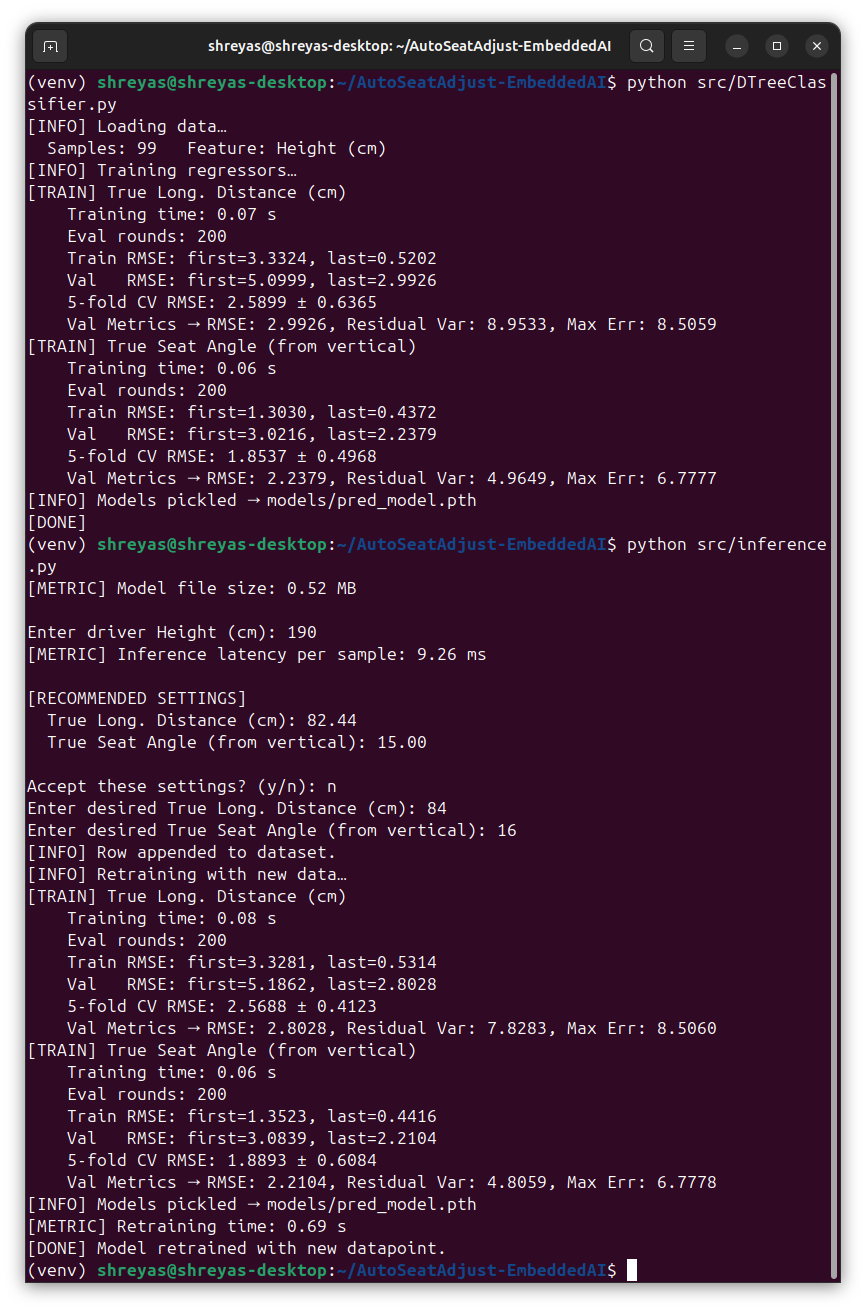 shreyas@shreyas-desktop: ~/AutoSeatAdjust-EmbeddedAI
(venv) shreyas@shreyas-desktop:~/AutoSeatAdjust-EmbeddedAI$ python src/DTreeClas
sifier.py
[INFO] Loading data…
  Samples: 99   Feature: Height (cm)
[INFO] Training regressors…
[TRAIN] True Long. Distance (cm)
    Training time: 0.07 s
    Eval rounds: 200
    Train RMSE: first=3.3324, last=0.5202
    Val   RMSE: first=5.0999, last=2.9926
    5-fold CV RMSE: 2.5899 ± 0.6365
    Val Metrics → RMSE: 2.9926, Residual Var: 8.9533, Max Err: 8.5059
[TRAIN] True Seat Angle (from vertical)
    Training time: 0.06 s
    Eval rounds: 200
    Train RMSE: first=1.3030, last=0.4372
    Val   RMSE: first=3.0216, last=2.2379
    5-fold CV RMSE: 1.8537 ± 0.4968
    Val Metrics → RMSE: 2.2379, Residual Var: 4.9649, Max Err: 6.7777
[INFO] Models pickled → models/pred_model.pth
[DONE]
(venv) shreyas@shreyas-desktop:~/AutoSeatAdjust-EmbeddedAI$ python src/inference
.py
[METRIC] Model file size: 0.52 MB

Enter driver Height (cm): 190
[METRIC] Inference latency per sample: 9.26 ms

[RECOMMENDED SETTINGS]
  True Long. Distance (cm): 82.44
  True Seat Angle (from vertical): 15.00

Accept these settings? (y/n): n
Enter desired True Long. Distance (cm): 84
Enter desired True Seat Angle (from vertical): 16
[INFO] Row appended to dataset.
[INFO] Retraining with new data…
[TRAIN] True Long. Distance (cm)
    Training time: 0.08 s
    Eval rounds: 200
    Train RMSE: first=3.3281, last=0.5314
    Val   RMSE: first=5.1862, last=2.8028
    5-fold CV RMSE: 2.5688 ± 0.4123
    Val Metrics → RMSE: 2.8028, Residual Var: 7.8283, Max Err: 8.5060
[TRAIN] True Seat Angle (from vertical)
    Training time: 0.06 s
    Eval rounds: 200
    Train RMSE: first=1.3523, last=0.4416
    Val   RMSE: first=3.0839, last=2.2104
    5-fold CV RMSE: 1.8893 ± 0.6084
    Val Metrics → RMSE: 2.2104, Residual Var: 4.8059, Max Err: 6.7778
[INFO] Models pickled → models/pred_model.pth
[METRIC] Retraining time: 0.69 s
[DONE] Model retrained with new datapoint.
(venv) shreyas@shreyas-desktop:~/AutoSeatAdjust-EmbeddedAI$